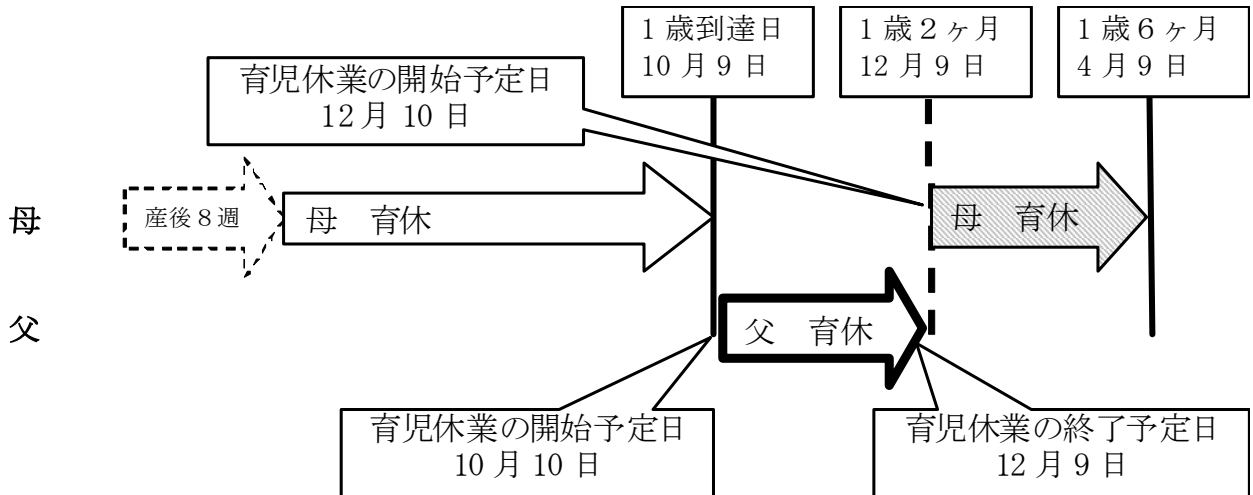 1歳到達日
10月9日
1歳2ヶ月
12月9日
1歳6ヶ月
4月9日
育児休業の開始予定日
12月10日
母
産後8週
母 育休
母 育休
父
父 育休
育児休業の開始予定日
10月10日
育児休業の終了予定日
12月9日